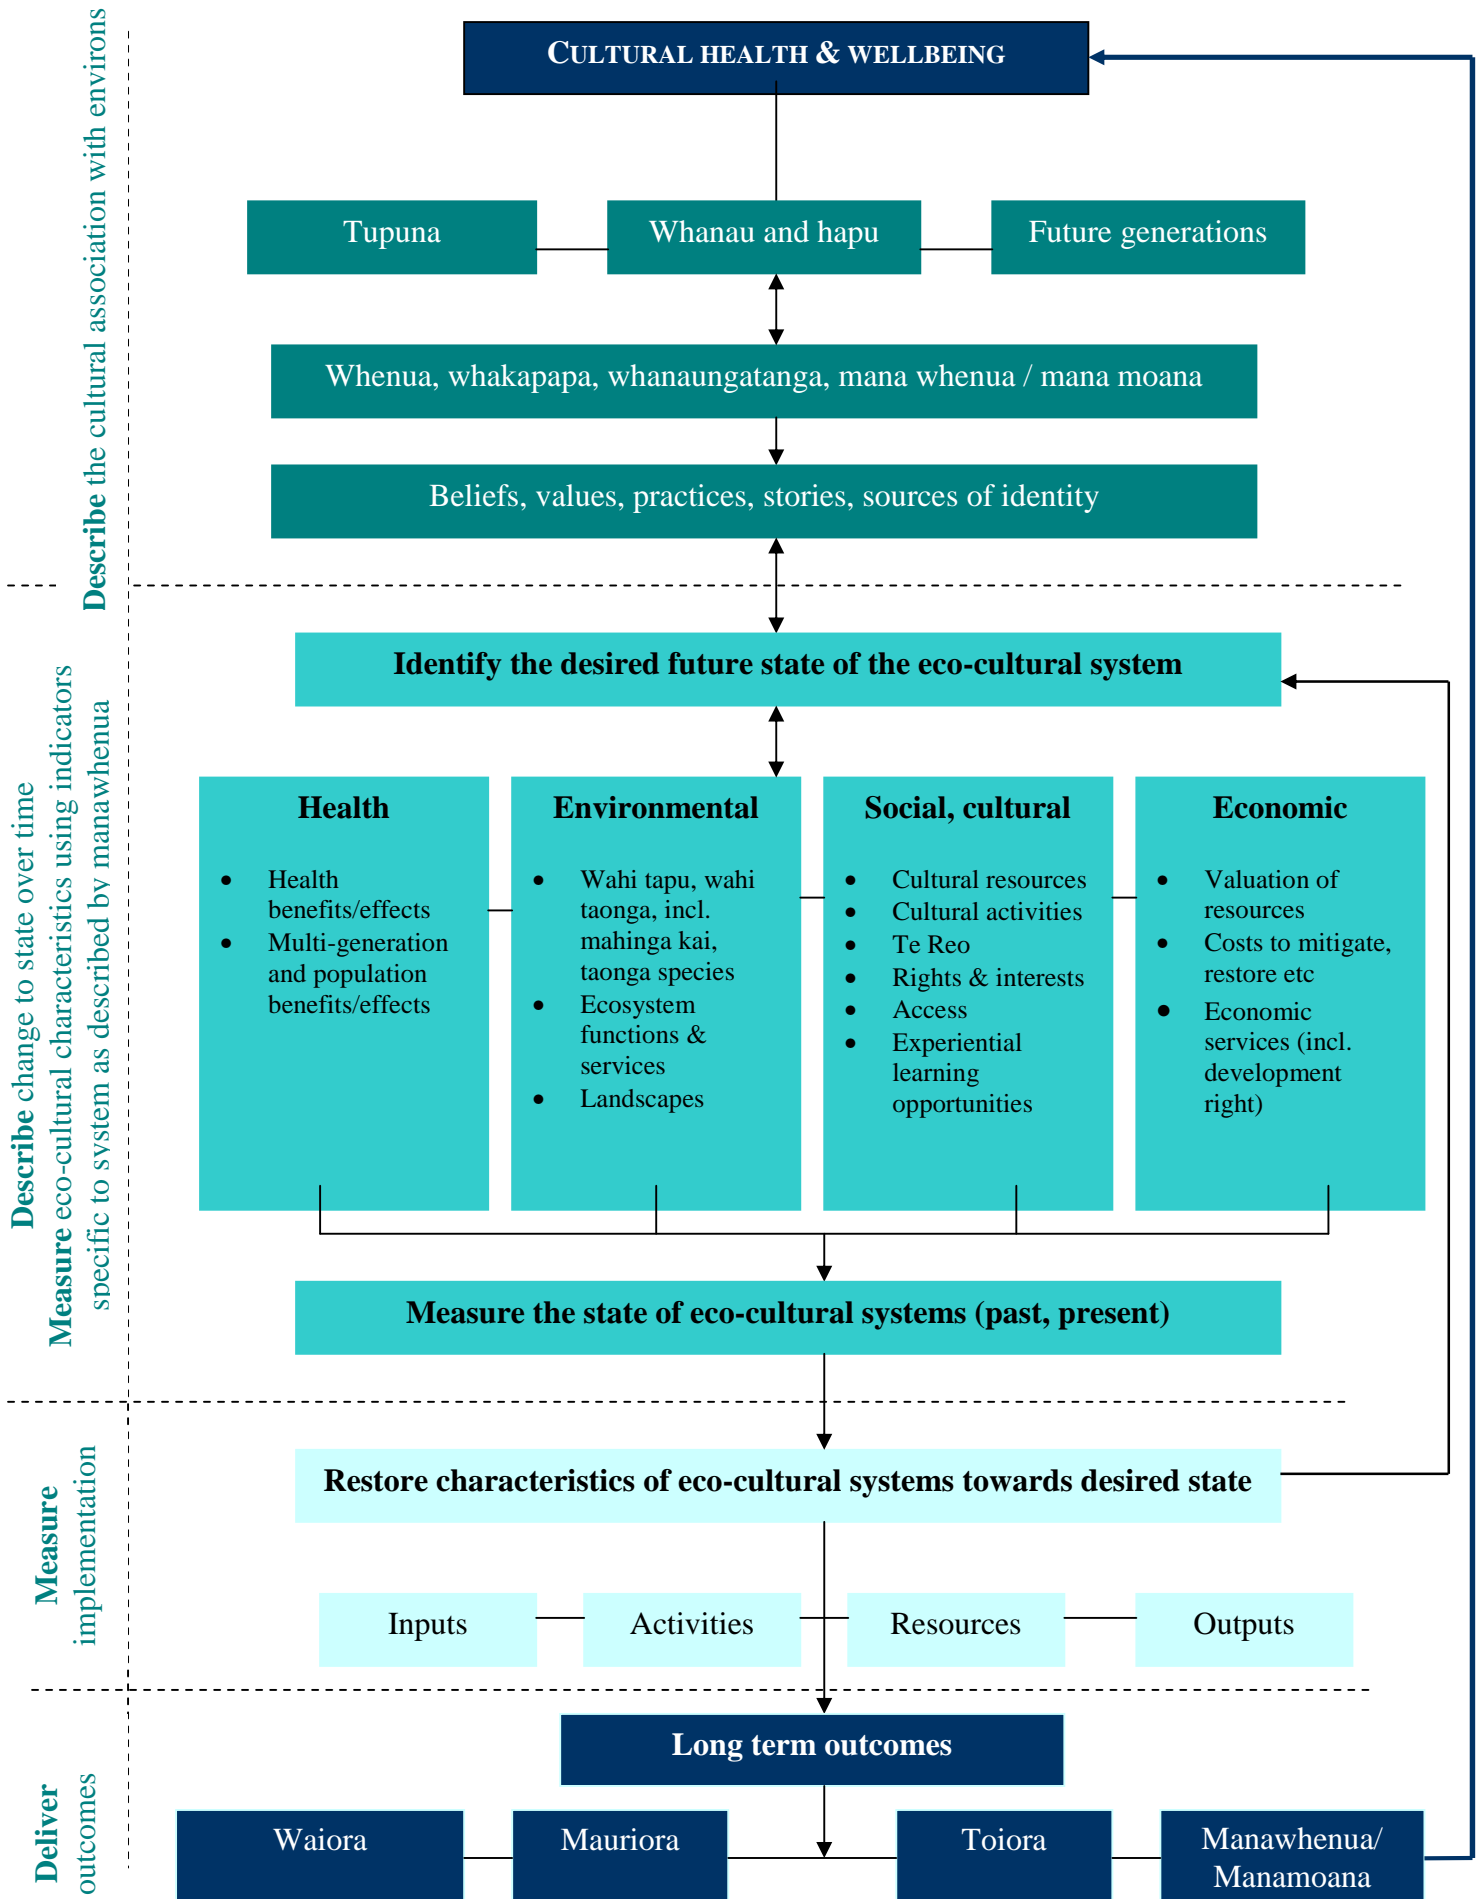 CULTURAL HEALTH & WELLBEING
Describe the cultural association with environs
Tupuna
Whanau and hapu
Future generations
Whenua, whakapapa, whanaungatanga, mana whenua / mana moana
Beliefs, values, practices, stories, sources of identity
Describe change to state over time
Measure eco-cultural characteristics using indicators
specific to system as described by manawhenua
Identify the desired future state of the eco-cultural system
Health
• Health
benefits/effects
• Multi-generation
and population
benefits/effects
Environmental
• Wahi tapu, wahi
taonga, incl.
mahinga kai,
taonga species
• Ecosystem
functions &
services
• Landscapes
Social, cultural
• Cultural resources
• Cultural activities
• Te Reo
• Rights & interests
• Access
• Experiential
learning
opportunities
Economic
• Valuation of
resources
• Costs to mitigate,
restore etc
• Economic
services (incl.
development
right)
Measure the state of eco-cultural systems (past, present)
Measure
implementation
Restore characteristics of eco-cultural systems towards desired state
Inputs
Activities
Resources
Outputs
Deliver
outcomes
Long term outcomes
Waiora
Mauriora
Toiora
Manawhenua/
Manamoana